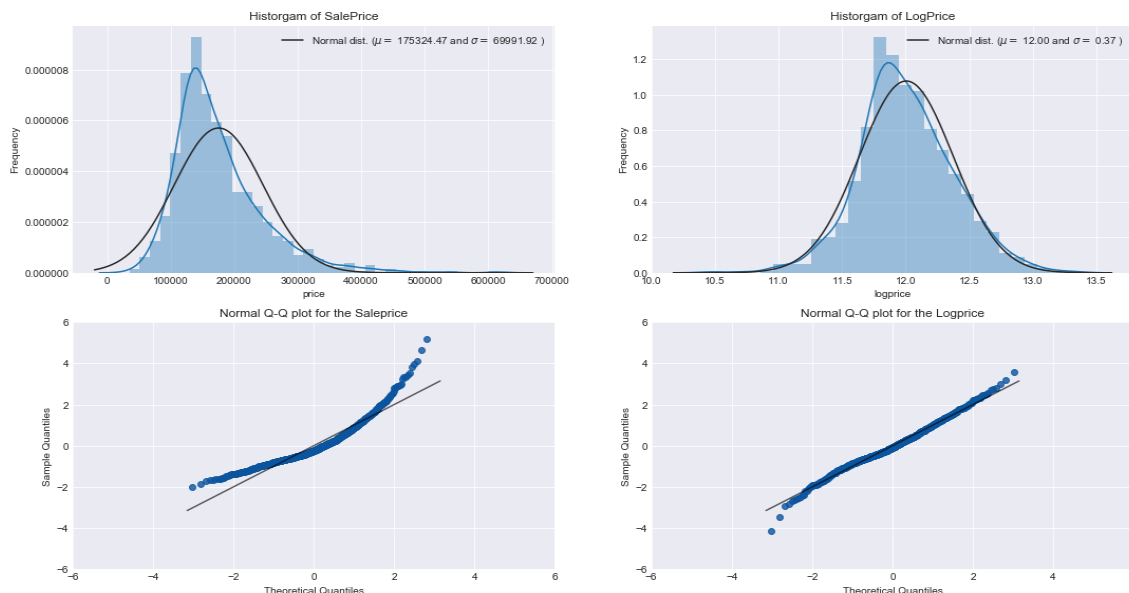 Historgam of SalePrice
Normal dist. (μ = 175324.47 and σ = 69991.92 )
0.000008
0.000006
0.000004
0.000002
0.000000
Frequency
0 100000 200000 300000 400000 500000 600000 700000
price
Historgam of LogPrice
Normal dist. (μ = 12.00 and σ = 0.37 )
1.2
1.0
0.8
0.6
0.4
0.2
0.0
Frequency
10.0 10.5 11.0 11.5 12.0 12.5 13.0 13.5
logprice
Normal Q-Q plot for the Saleprice
6
4
2
0
−2
−4
−6
Sample Quantiles
−6 −4 −2 0 2 4 6
Theoretical Quantiles
Normal Q-Q plot for the Logprice
6
4
2
0
−2
−4
−6
Sample Quantiles
−6 −4 −2 0 2 4
Theoretical Quantiles